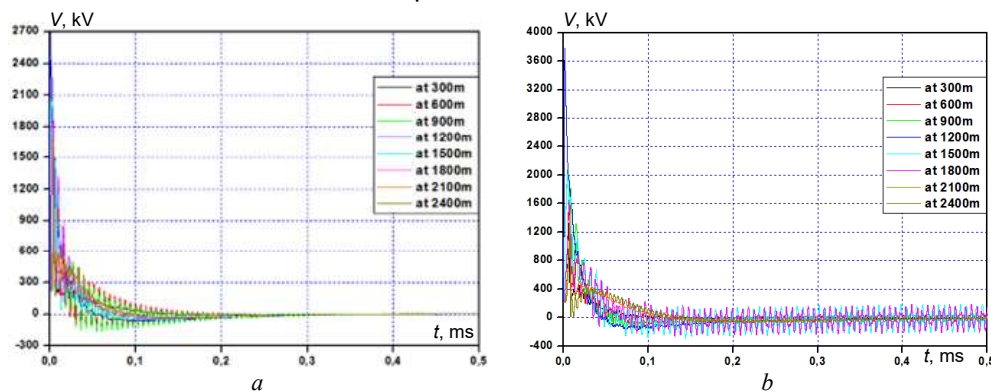 V, kV
2700
2400
2100
1800
1500
1200
900
600
300
0
-300
0,0
0,1
0,2
0,3
0,4
0,5
t, ms
at 300m
at 600m
at 900m
at 1200m
at 1500m
at 1800m
at 2100m
at 2400m
a
V, kV
4000
3600
3200
2800
2400
2000
1600
1200
800
400
0
-400
0,0
0,1
0,2
0,3
0,4
0,5
t, ms
at 300m
at 600m
at 900m
at 1200m
at 1500m
at 1800m
at 2100m
at 2400m
b